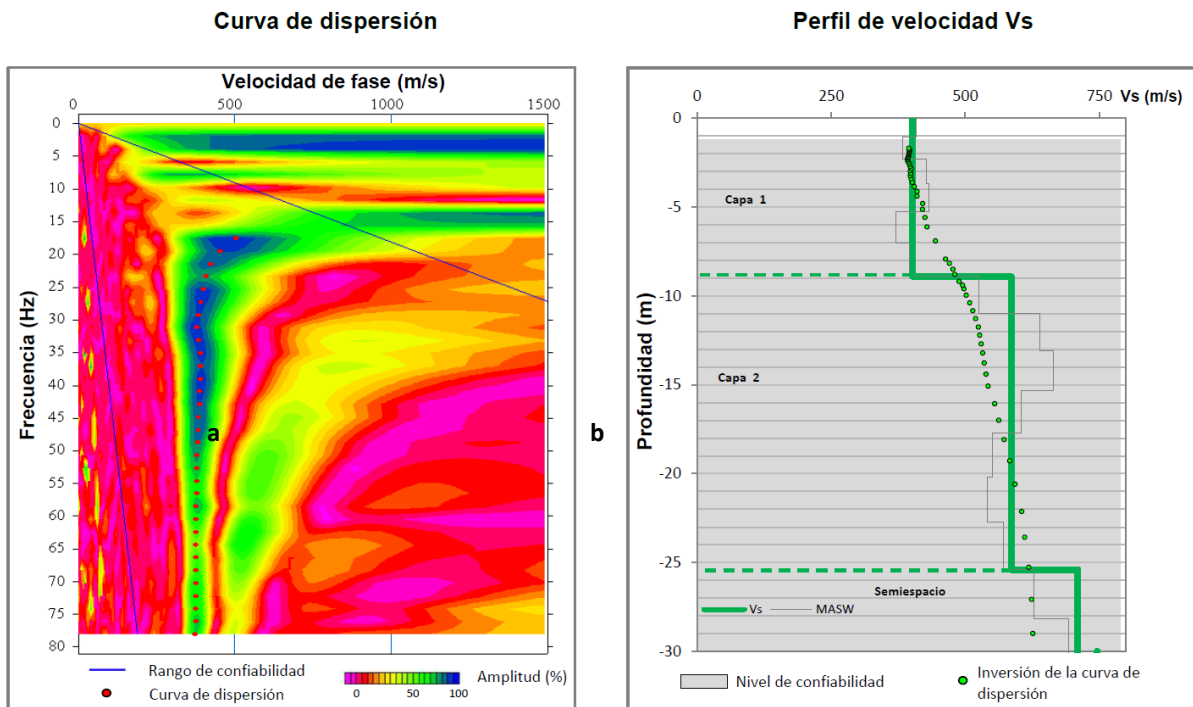 Curva de dispersión
Velocidad de fase (m/s)
0 500 1000 1500
0
5
10
15
20
25
30
35
40
45
50
55
60
65
70
75
80
Frecuencia (Hz)
a
Rango de confiabilidad
Curva de dispersión
0 50 100
Amplitud (%)
b
Perfil de velocidad Vs
0 250 500 750 Vs (m/s)
0
-5
-10
-15
-20
-25
-30
Profundidad (m)
Capa 1
Capa 2
Semiespacio
Vs
MASW
Nivel de confiabilidad
Inversión de la curva de
dispersión